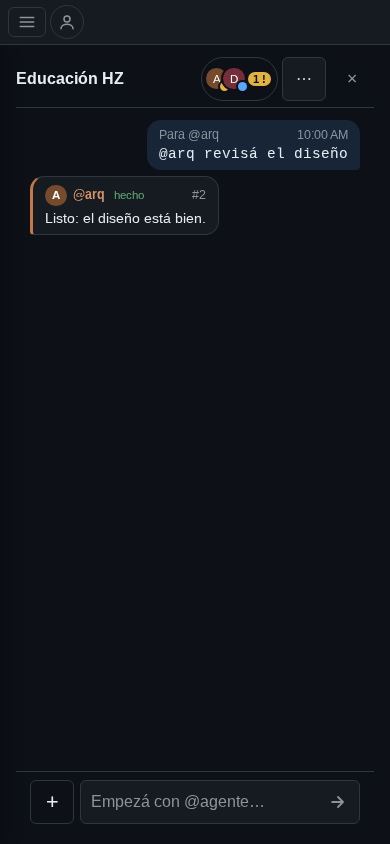 Educación HZ
A D 1!
⋯
×
Para @arq 10:00 AM
@arq revisá el diseño
A @arq hecho #2
Listo: el diseño está bien.
+ Empezá con @agente…